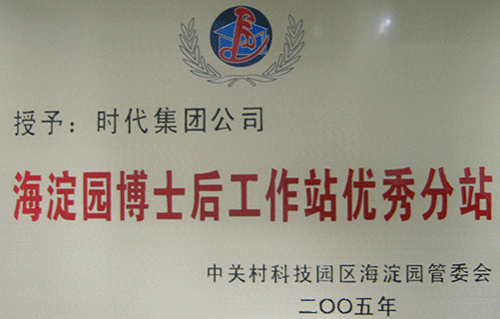 授予：时代集团公司
海淀园博士后工作站优秀分站
中关村科技园区海淀园管委会
二〇〇五年